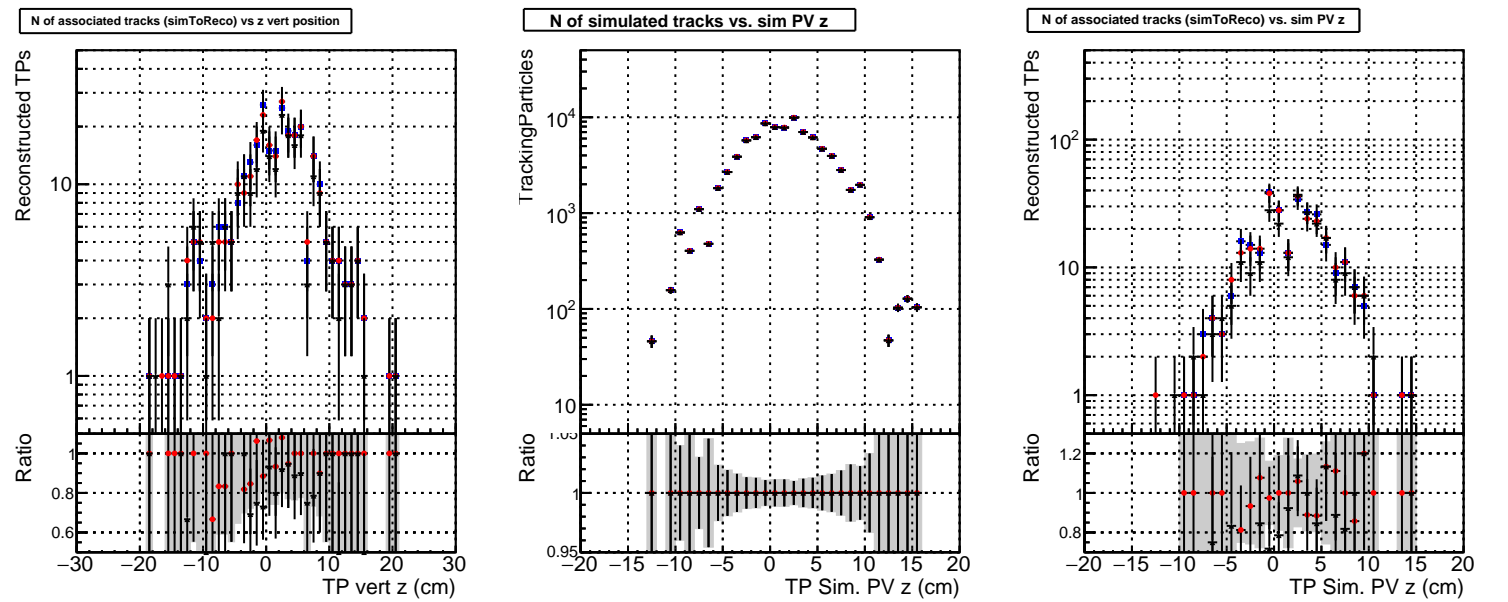 N of associated tracks (simToReco) vs z vert position
Reconstructed TPs
10
1
Ratio
1
0.8
0.6
−30 −20 −10 0 10 20 30
TP vert z (cm)
N of simulated tracks vs. sim PV z
TrackingParticles
10^4
10^3
10^2
10
Ratio
1.05
1
0.95
−20 −15 −10 −5 0 5 10 15 20
TP Sim. PV z (cm)
N of associated tracks (simToReco) vs. sim PV z
Reconstructed TPs
10^2
10
1
Ratio
1.2
1
0.8
−20 −15 −10 −5 0 5 10 15 20
TP Sim. PV z (cm)